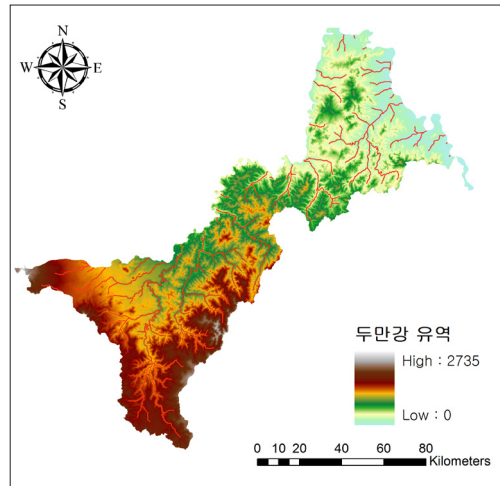 N
W E
S
두만강 유역
High : 2735
Low : 0
0 10 20 40 60 80
Kilometers